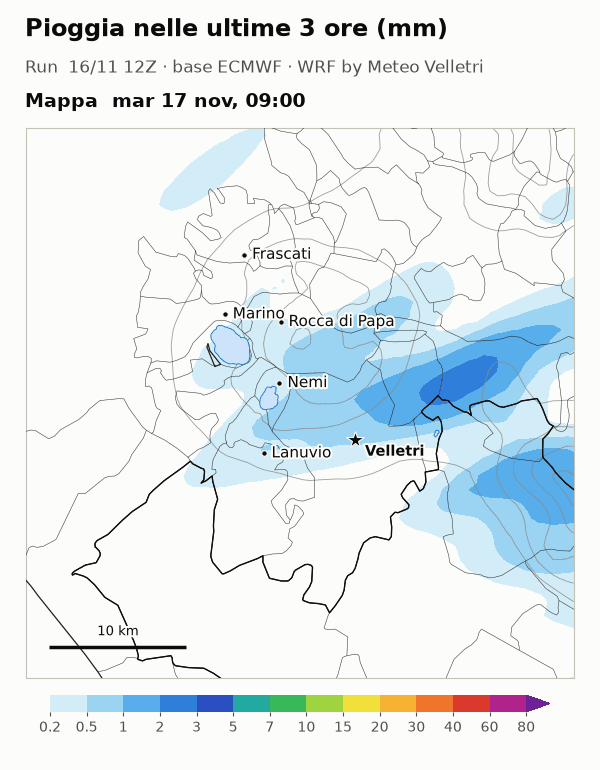 Pioggia nelle ultime 3 ore (mm)
Run  16/11 12Z · base ECMWF · WRF by Meteo Velletri
Mappa  mar 17 nov, 09:00
Frascati
Marino
Rocca di Papa
Nemi
Velletri
Lanuvio
10 km
0.2 0.5 1 2 3 5 7 10 15 20 30 40 60 80